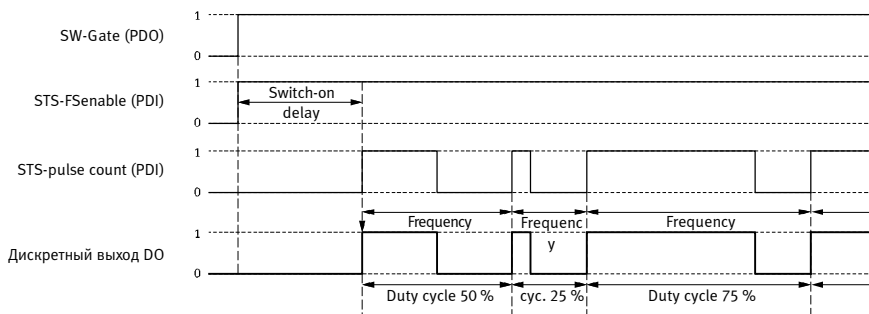 SW-Gate (PDO)
1
0
STS-FSenable (PDI)
1
0
Switch-on
delay
STS-pulse count (PDI)
1
0
Frequency
Frequenc
y
Frequency
Дискретный выход DO
1
0
Duty cycle 50 %
cyc. 25 %
Duty cycle 75 %